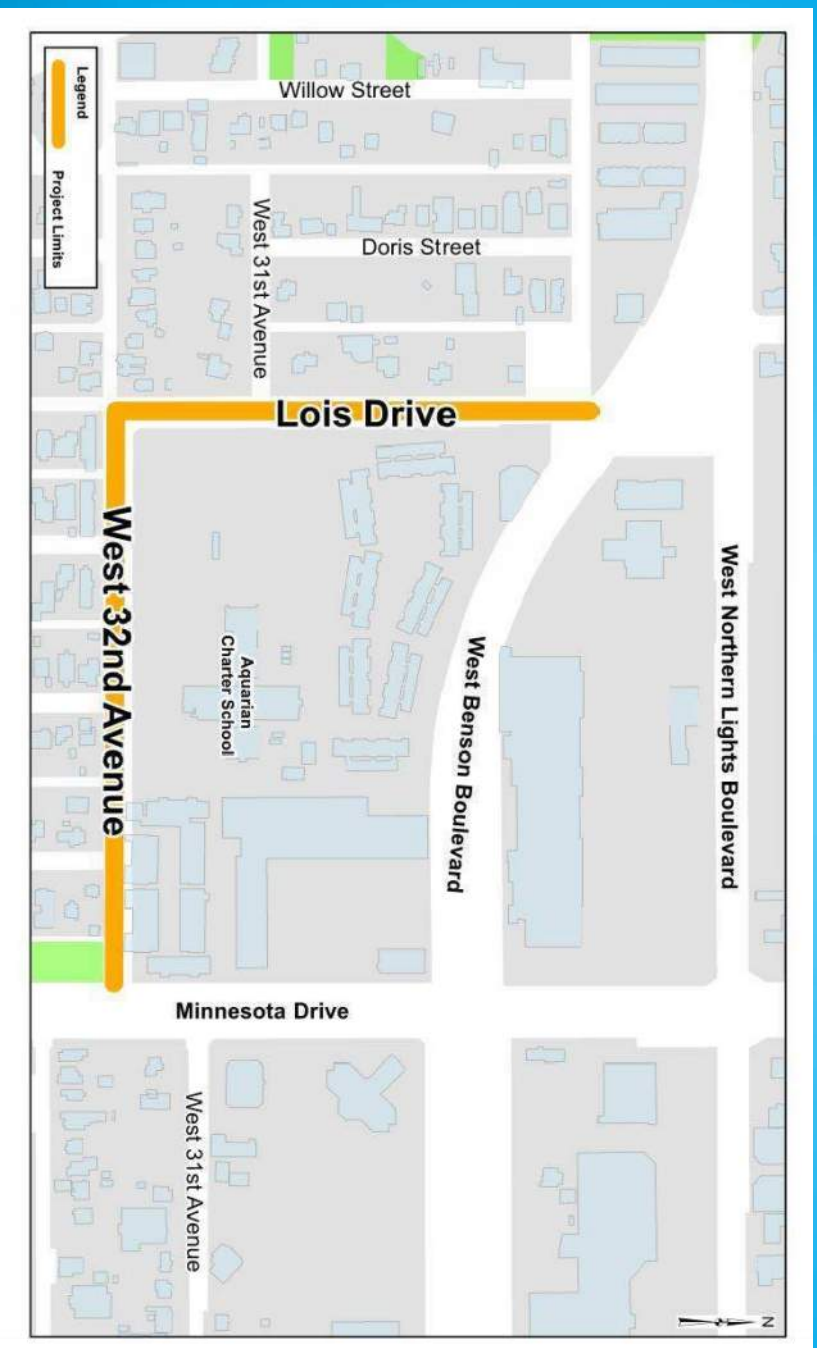 Legend
Project Limits
Willow Street
West 31st Avenue
Doris Street
Lois Drive
West 32nd Avenue
Aquarian
Charter School
West Benson Boulevard
West Northern Lights Boulevard
Minnesota Drive
West 31st Avenue
N